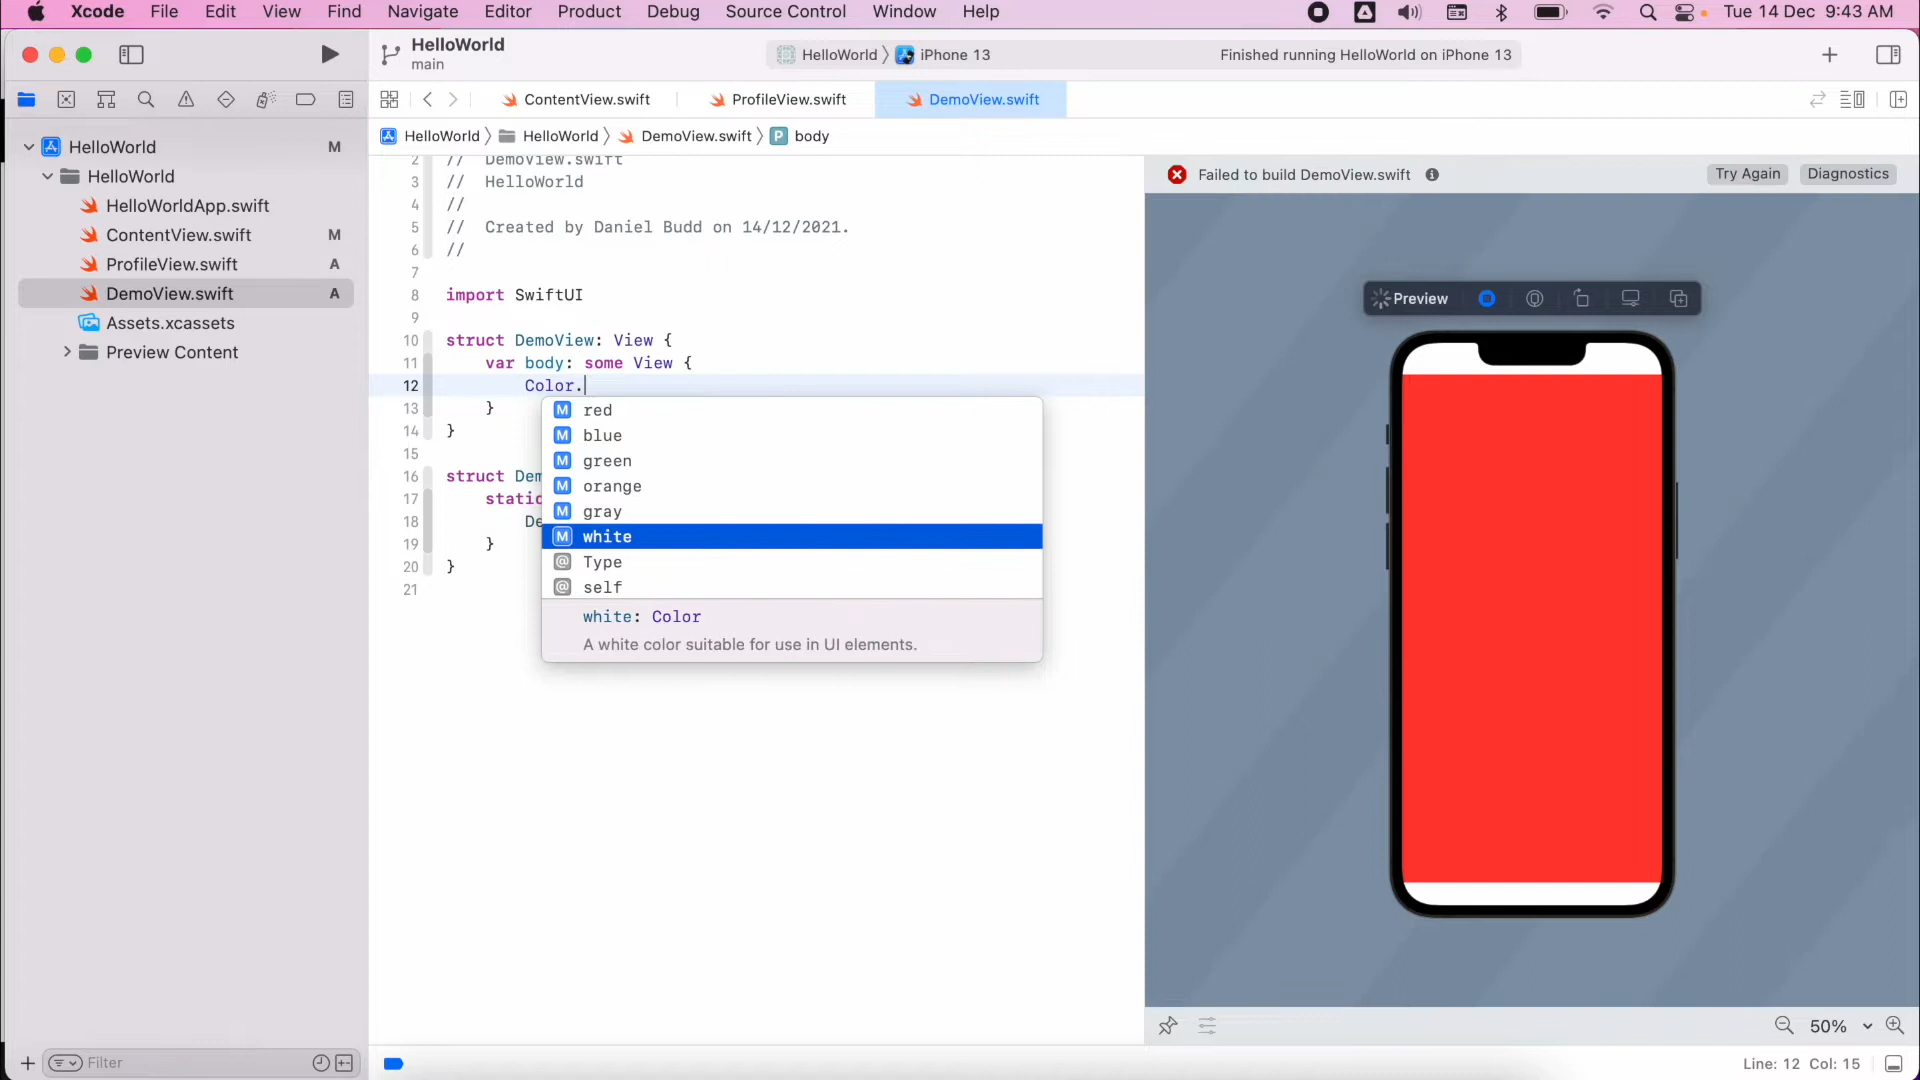 Xcode File Edit View Find Navigate Editor Product Debug Source Control Window Help Tue 14 Dec 9:43 AM
HelloWorld
main
HelloWorld iPhone 13
Finished running HelloWorld on iPhone 13
ContentView.swift ProfileView.swift DemoView.swift
HelloWorld HelloWorld DemoView.swift P body
HelloWorld M
HelloWorld
HelloWorldApp.swift
ContentView.swift M
ProfileView.swift A
DemoView.swift A
Assets.xcassets
Preview Content
Filter
2 // DemoView.swift
3 // HelloWorld
4 //
5 // Created by Daniel Budd on 14/12/2021.
6 //
7
8 import SwiftUI
9
10 struct DemoView: View {
11 var body: some View {
12 Color.
13 }
14 }
15
16 struct Dem
17 static
18 De
19 }
20 }
21
M red
M blue
M green
M orange
M gray
M white
@ Type
@ self
white: Color
A white color suitable for use in UI elements.
Failed to build DemoView.swift
Try Again Diagnostics
Preview
50%
Line: 12 Col: 15